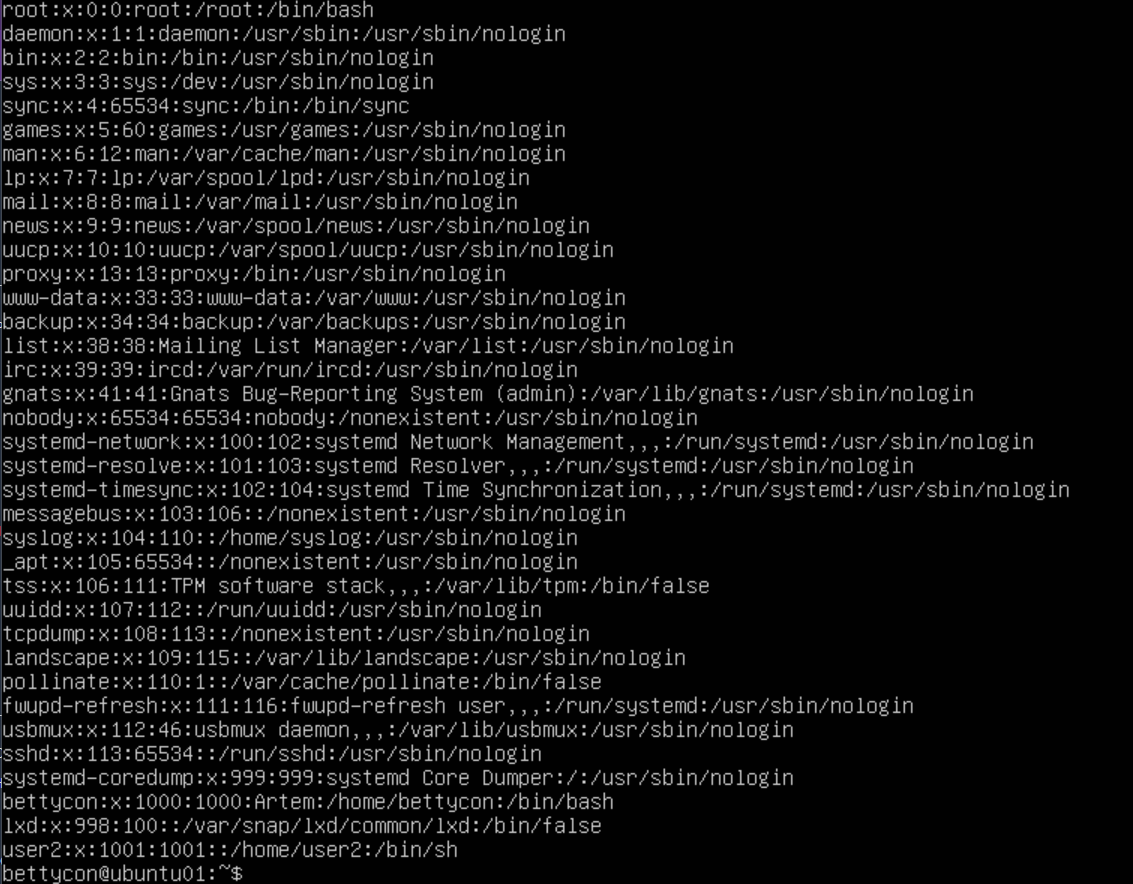 root:x:0:0:root:/root:/bin/bash
daemon:x:1:1:daemon:/usr/sbin:/usr/sbin/nologin
bin:x:2:2:bin:/bin:/usr/sbin/nologin
sys:x:3:3:sys:/dev:/usr/sbin/nologin
sync:x:4:65534:sync:/bin:/bin/sync
games:x:5:60:games:/usr/games:/usr/sbin/nologin
man:x:6:12:man:/var/cache/man:/usr/sbin/nologin
lp:x:7:7:lp:/var/spool/lpd:/usr/sbin/nologin
mail:x:8:8:mail:/var/mail:/usr/sbin/nologin
news:x:9:9:news:/var/spool/news:/usr/sbin/nologin
uucp:x:10:10:uucp:/var/spool/uucp:/usr/sbin/nologin
proxy:x:13:13:proxy:/bin:/usr/sbin/nologin
www-data:x:33:33:www-data:/var/www:/usr/sbin/nologin
backup:x:34:34:backup:/var/backups:/usr/sbin/nologin
list:x:38:38:Mailing List Manager:/var/list:/usr/sbin/nologin
irc:x:39:39:ircd:/var/run/ircd:/usr/sbin/nologin
gnats:x:41:41:Gnats Bug-Reporting System (admin):/var/lib/gnats:/usr/sbin/nologin
nobody:x:65534:65534:nobody:/nonexistent:/usr/sbin/nologin
systemd-network:x:100:102:systemd Network Management,,,:/run/systemd:/usr/sbin/nologin
systemd-resolve:x:101:103:systemd Resolver,,,:/run/systemd:/usr/sbin/nologin
systemd-timesync:x:102:104:systemd Time Synchronization,,,:/run/systemd:/usr/sbin/nologin
messagebus:x:103:106::/nonexistent:/usr/sbin/nologin
syslog:x:104:110::/home/syslog:/usr/sbin/nologin
_apt:x:105:65534::/nonexistent:/usr/sbin/nologin
tss:x:106:111:TPM software stack,,,:/var/lib/tpm:/bin/false
uuidd:x:107:112::/run/uuidd:/usr/sbin/nologin
tcpdump:x:108:113::/nonexistent:/usr/sbin/nologin
landscape:x:109:115::/var/lib/landscape:/usr/sbin/nologin
pollinate:x:110:1::/var/cache/pollinate:/bin/false
fwupd-refresh:x:111:116:fwupd-refresh user,,,:/run/systemd:/usr/sbin/nologin
usbmux:x:112:46:usbmux daemon,,,:/var/lib/usbmux:/usr/sbin/nologin
sshd:x:113:65534::/run/sshd:/usr/sbin/nologin
systemd-coredump:x:999:999:systemd Core Dumper:/:/usr/sbin/nologin
bettycon:x:1000:1000:Artem:/home/bettycon:/bin/bash
lxd:x:998:100::/var/snap/lxd/common/lxd:/bin/false
user2:x:1001:1001::/home/user2:/bin/sh
bettycon@ubuntu01:~$